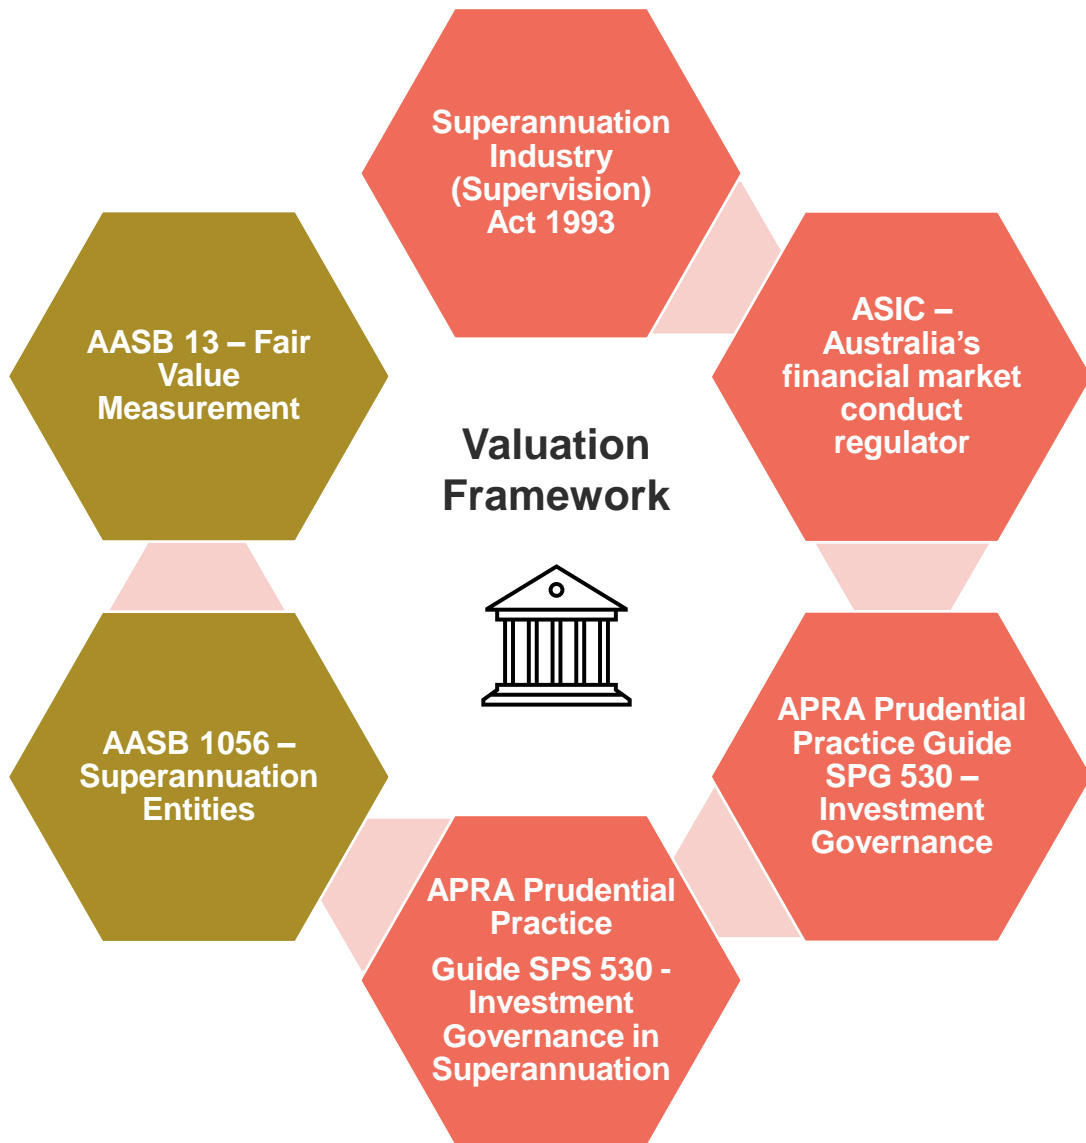 Superannuation
Industry
(Supervision)
Act 1993
ASIC –
Australia's
financial market
conduct
regulator
APRA Prudential
Practice Guide
SPG 530 –
Investment
Governance
APRA Prudential
Practice
Guide SPS 530 -
Investment
Governance in
Superannuation
AASB 1056 –
Superannuation
Entities
AASB 13 – Fair
Value
Measurement
Valuation
Framework